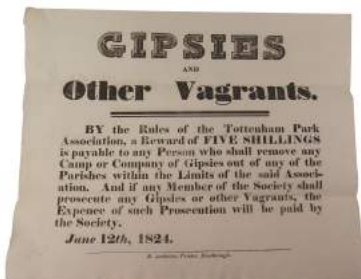 GIPSIES
AND
Other Vagrants.
BY the Rules of the Tottenham Park
Association, a Reward of FIVE SHILLINGS
is payable to any Person who shall remove any
Camp or Company of Gipsies out of any of the
Parishes within the Limits of the said Associ-
ation. And if any Member of the Society shall
prosecute any Gipsies or other Vagrants, the
Expence of such Prosecution will be paid by
the Society.
June 12th, 1824.
Printer,